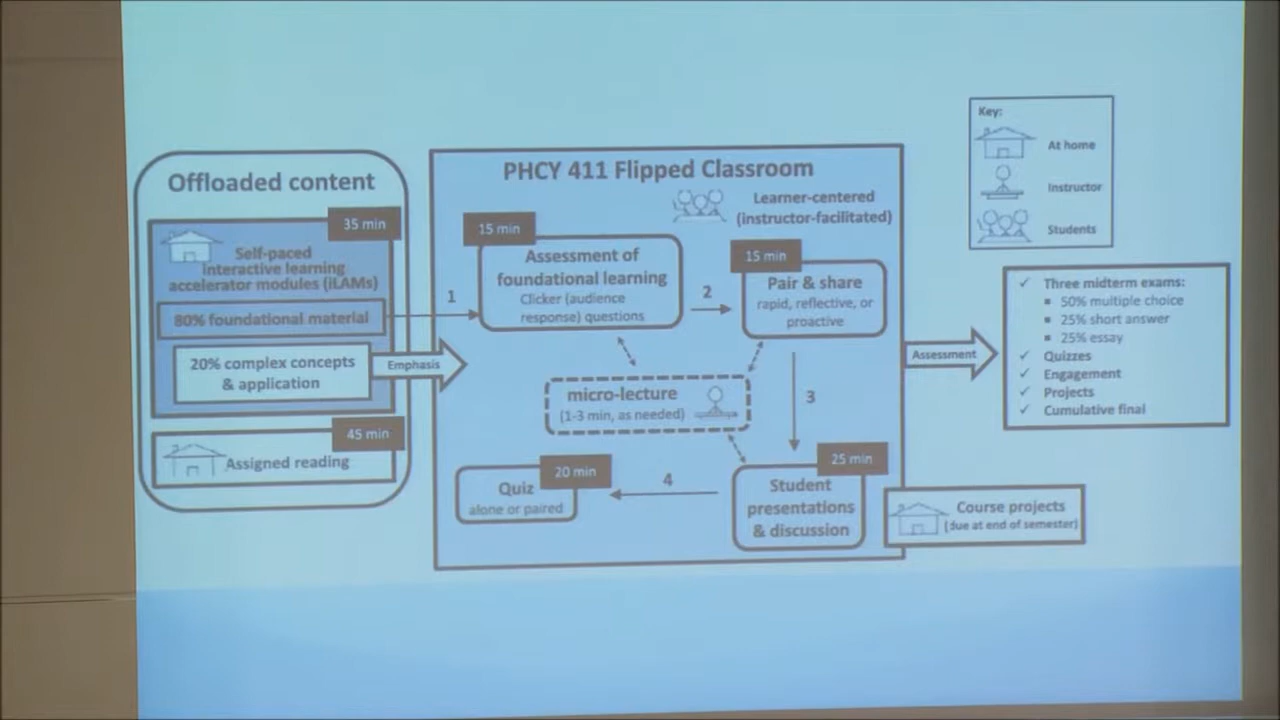 Offloaded content
35 min
Self-paced
interactive learning
accelerator modules (iLAMs)
80% foundational material
20% complex concepts
& application
45 min
Assigned reading
Emphasis
PHCY 411 Flipped Classroom
Learner-centered
(instructor-facilitated)
15 min
Assessment of
foundational learning
Clicker (audience
response) questions
1
2
15 min
Pair & share
rapid, reflective, or
proactive
micro-lecture
(1-3 min, as needed)
3
25 min
Student
presentations
& discussion
4
20 min
Quiz
alone or paired
Course projects
(due at end of semester)
Assessment
Key:
At home
Instructor
Students
✓ Three midterm exams:
▪ 50% multiple choice
▪ 25% short answer
▪ 25% essay
✓ Quizzes
✓ Engagement
✓ Projects
✓ Cumulative final